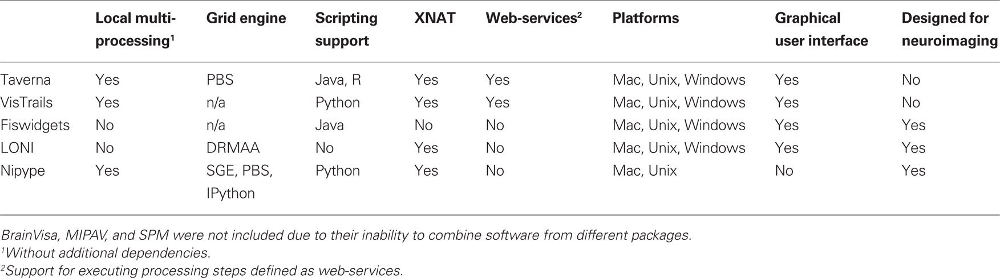 Local multi- Grid engine Scripting XNAT Web-services² Platforms Graphical Designed for
processing¹ support user interface neuroimaging
Taverna Yes PBS Java, R Yes Yes Mac, Unix, Windows Yes No
VisTrails Yes n/a Python Yes Yes Mac, Unix, Windows Yes No
Fiswidgets No n/a Java No No Mac, Unix, Windows Yes Yes
LONI No DRMAA No Yes No Mac, Unix, Windows Yes Yes
Nipype Yes SGE, PBS, Python Yes No Mac, Unix No Yes
IPython
BrainVisa, MIPAV, and SPM were not included due to their inability to combine software from different packages.
¹Without additional dependencies.
²Support for executing processing steps defined as web-services.